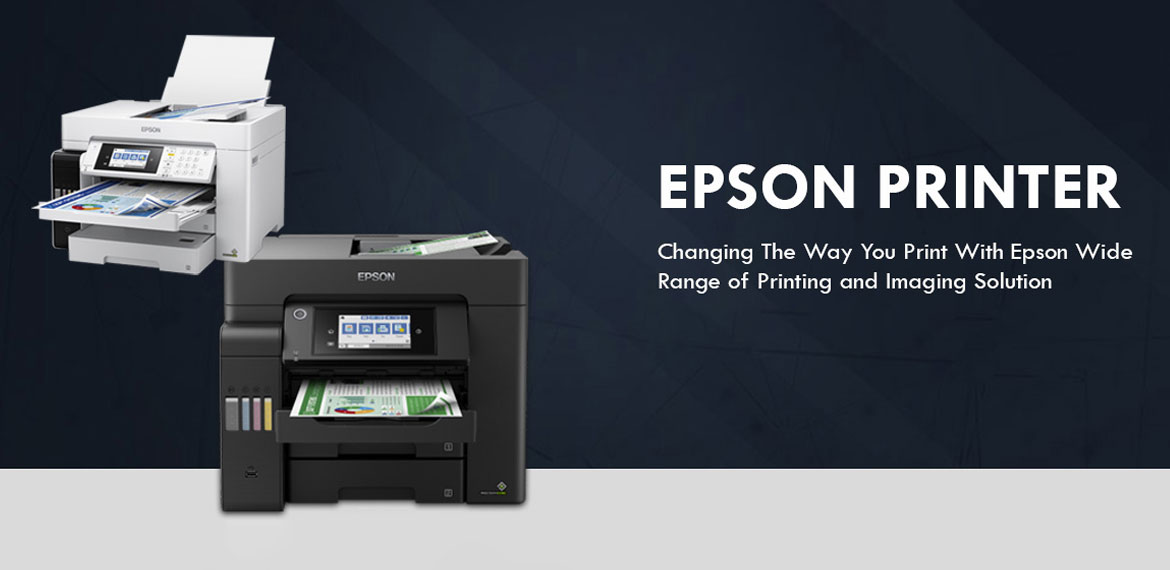 EPSON
EPSON
EPSON PRINTER
Changing The Way You Print With Epson Wide
Range of Printing and Imaging Solution